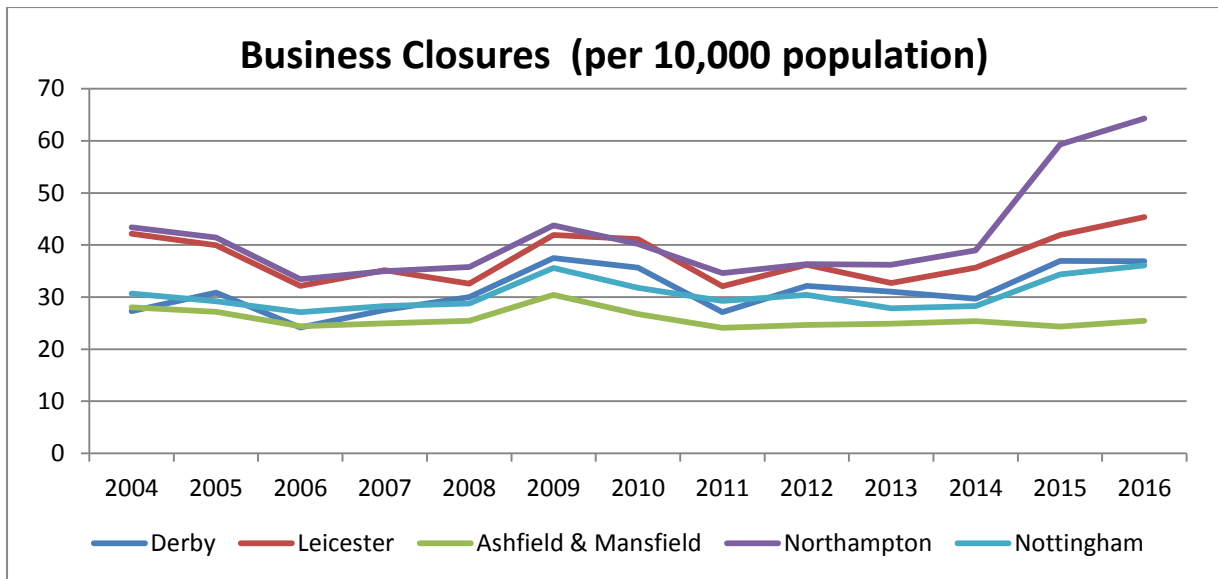 Business Closures (per 10,000 population)
70
60
50
40
30
20
10
0
2004 2005 2006 2007 2008 2009 2010 2011 2012 2013 2014 2015 2016
Derby Leicester Ashfield & Mansfield Northampton Nottingham